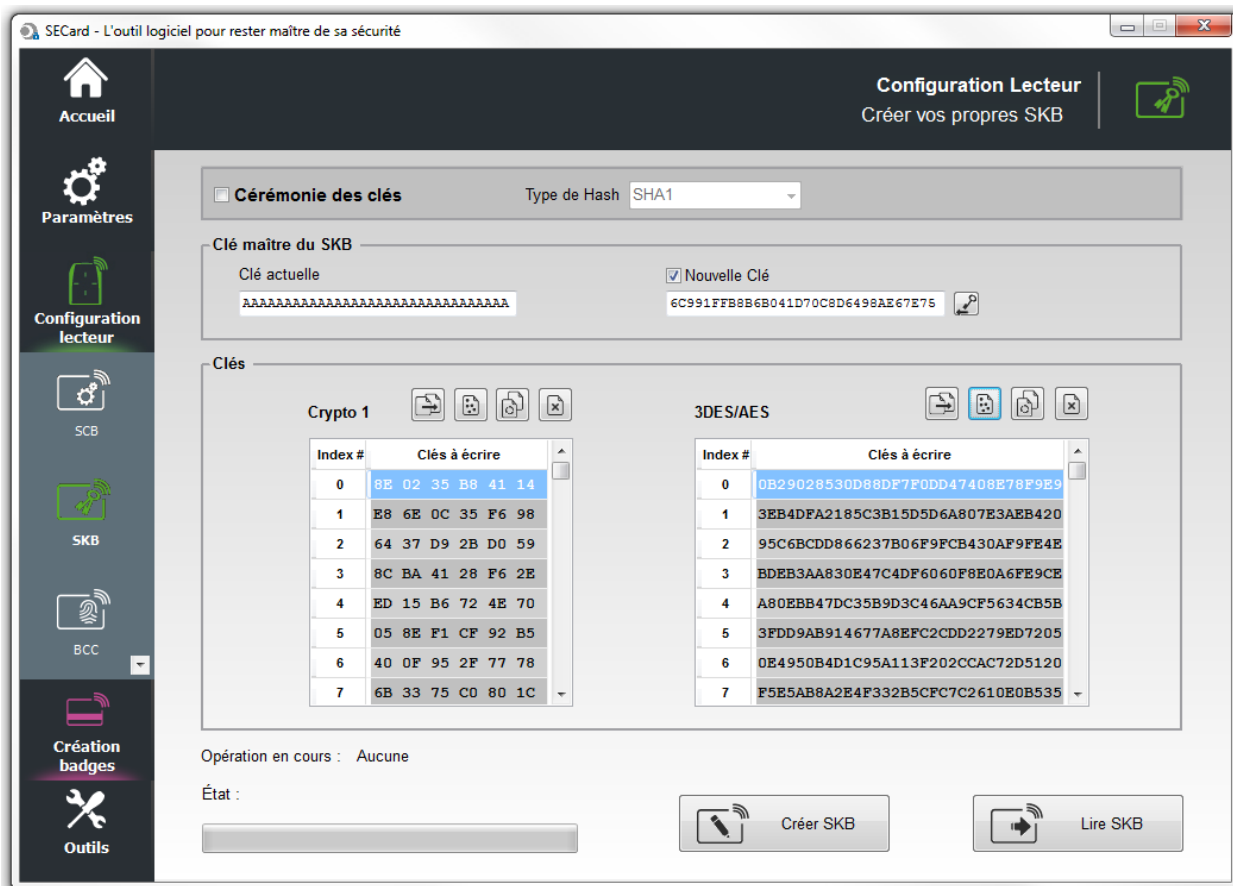 SECard - L'outil logiciel pour rester maître de sa sécurité
Accueil
Configuration Lecteur
Créer vos propres SKB
Paramètres
Configuration
lecteur
SCB
SKB
BCC
Création
badges
Outils
Cérémonie des clés
Type de Hash SHA1
Clé maître du SKB
Clé actuelle
Nouvelle Clé
AAAAAAAAAAAAAAAAAAAAAAAAAAAAAAAA
6C991FFB8B6B041D70C8D6498AE67E75
Clés
Crypto 1
3DES/AES
Index # Clés à écrire
0 8E 02 35 B8 41 14
1 E8 6E 0C 35 F6 98
2 64 37 D9 2B D0 59
3 8C BA 41 28 F6 2E
4 ED 15 B6 72 4E 70
5 05 8E F1 CF 92 B5
6 40 0F 95 2F 77 78
7 6B 33 75 C0 80 1C
Index # Clés à écrire
0 0B29028530D88DF7F0DD47408E78F9E9
1 3EB4DFA2185C3B15D5D6A807E3AEB420
2 95C6BCDD866237B06F9FCB430AF9FE4E
3 BDEB3AA830E47C4DF6060F8E0A6FE9CE
4 A80EBB47DC35B9D3C46AA9CF5634CB5B
5 3FDD9AB914677A8EFC2CDD2279ED7205
6 0E4950B4D1C95A113F202CCAC72D5120
7 F5E5AB8A2E4F332B5CFC7C2610E0B535
Opération en cours : Aucune
État :
Créer SKB
Lire SKB